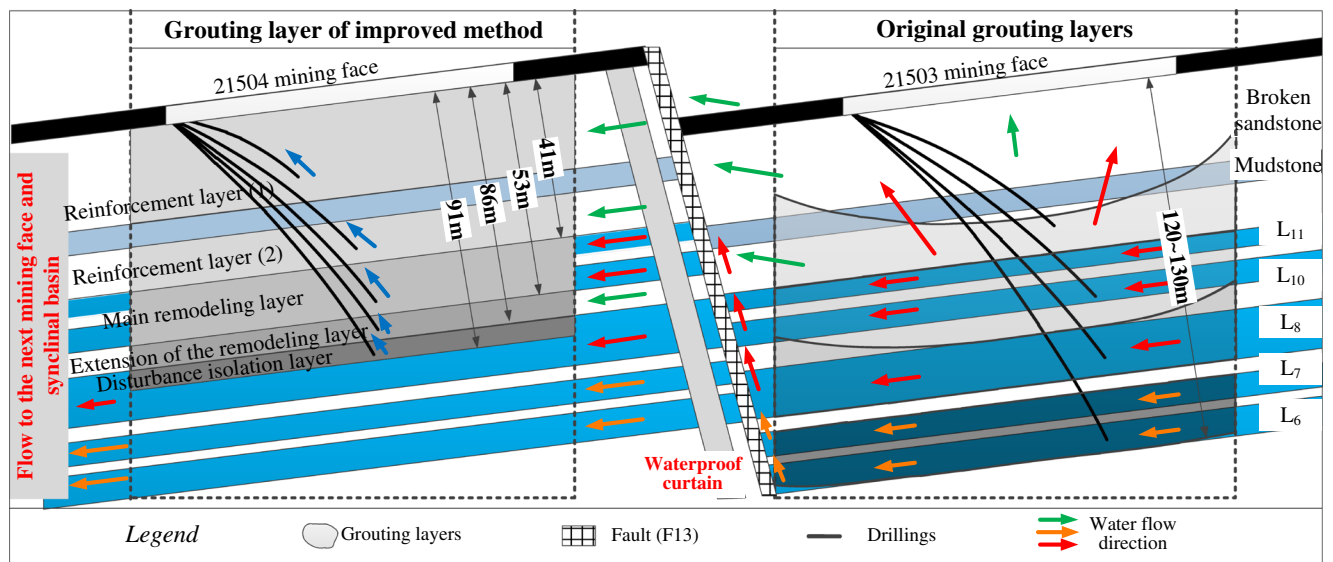 Grouting layer of improved method
Original grouting layers
21504 mining face
21503 mining face
Broken
sandstone
Mudstone
41m
53m
86m
91m
120~130m
Reinforcement layer (1)
Reinforcement layer (2)
Main remodeling layer
Extension of the remodeling layer
Disturbance isolation layer
Flow to the next mining face and
synclinal basin
L11
L10
L8
L7
L6
Waterproof
curtain
Legend
Grouting layers
Fault (F13)
Drillings
Water flow
direction